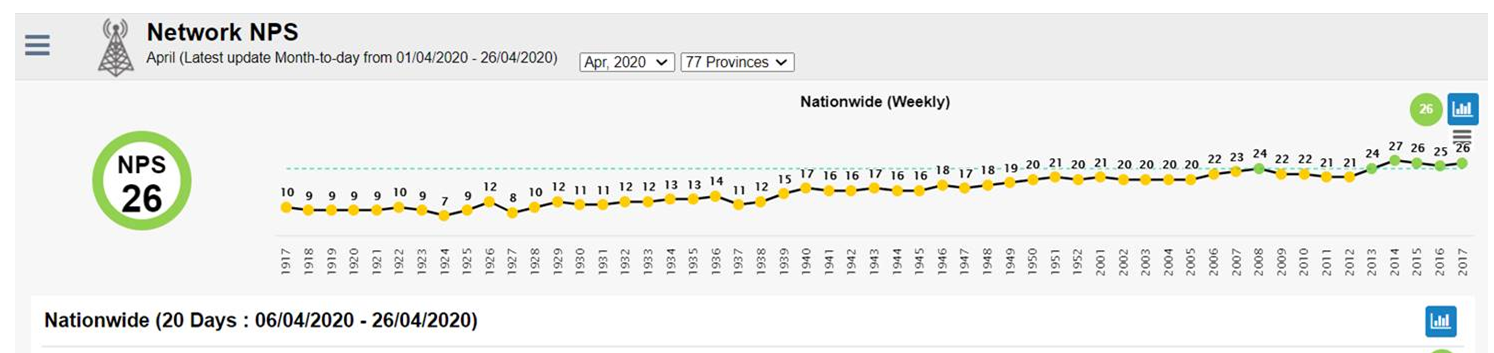 Network NPS
April (Latest update Month-to-day from 01/04/2020 - 26/04/2020)
Apr, 2020
77 Provinces
Nationwide (Weekly)
26
NPS
26
10 9 9 9 9 10 9 7 9 12 8 10 12 11 11 12 12 13 13 14 11 12 15 17 16 16 17 16 16 18 17 18 19 20 21 20 21 20 20 20 20 22 23 24 22 22 21 21 24 27 26 25 26
1917 1918 1919 1920 1921 1922 1923 1924 1925 1926 1927 1928 1929 1930 1931 1932 1933 1934 1935 1936 1937 1938 1939 1940 1941 1942 1943 1944 1945 1946 1947 1948 1949 1950 1951 1952 2001 2002 2003 2004 2005 2006 2007 2008 2009 2010 2011 2012 2013 2014 2015 2016 2017
Nationwide (20 Days : 06/04/2020 - 26/04/2020)